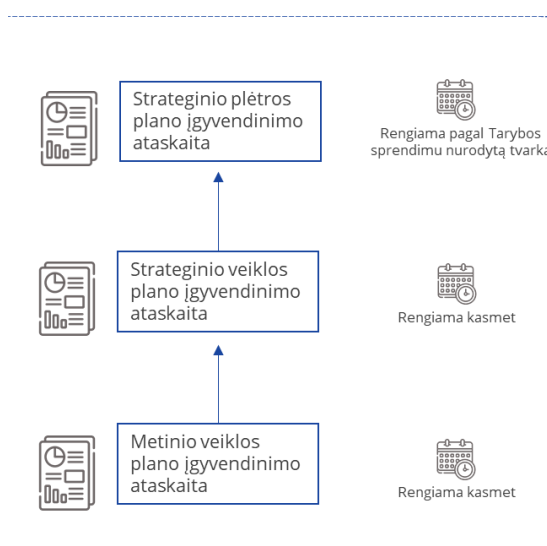 Strateginio plėtros
plano įgyvendinimo
ataskaita
Rengiama pagal Tarybos
sprendimu nurodytą tvarką
Strateginio veiklos
plano įgyvendinimo
ataskaita
Rengiama kasmet
Metinio veiklos
plano įgyvendinimo
ataskaita
Rengiama kasmet